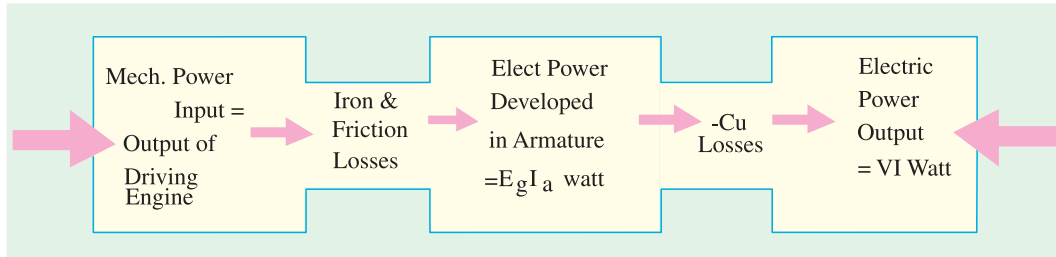 Mech. Power
Input =
Output of
Driving
Engine
Iron &
Friction
Losses
Elect Power
Developed
in Armature
=EgIa watt
-Cu
Losses
Electric
Power
Output
= VI Watt